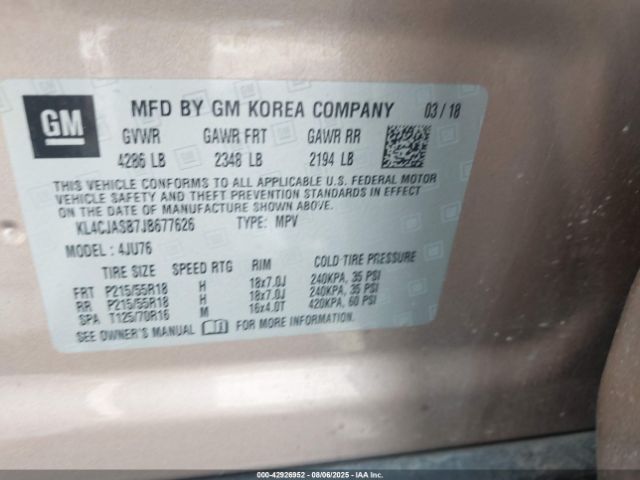 GM
MFD BY GM KOREA COMPANY 03 / 18
GVWR GAWR FRT GAWR RR
4286 LB 2348 LB 2194 LB
THIS VEHICLE CONFORMS TO ALL APPLICABLE U.S. FEDERAL MOTOR
VEHICLE SAFETY AND THEFT PREVENTION STANDARDS IN EFFECT
ON THE DATE OF MANUFACTURE SHOWN ABOVE.
KL4CJASB7JB677626 TYPE: MPV
MODEL: 4JU76
TIRE SIZE SPEED RTG RIM COLD TIRE PRESSURE
FRT P215/55R18 H 18x7.0J 240KPA, 35 PSI
RR P215/55R18 H 18x7.0J 240KPA, 35 PSI
SPA T125/70R16 M 16x4.0T 420KPA, 60 PSI
SEE OWNER'S MANUAL FOR MORE INFORMATION.
000-42926952 - 08/06/2025 - IAA Inc.